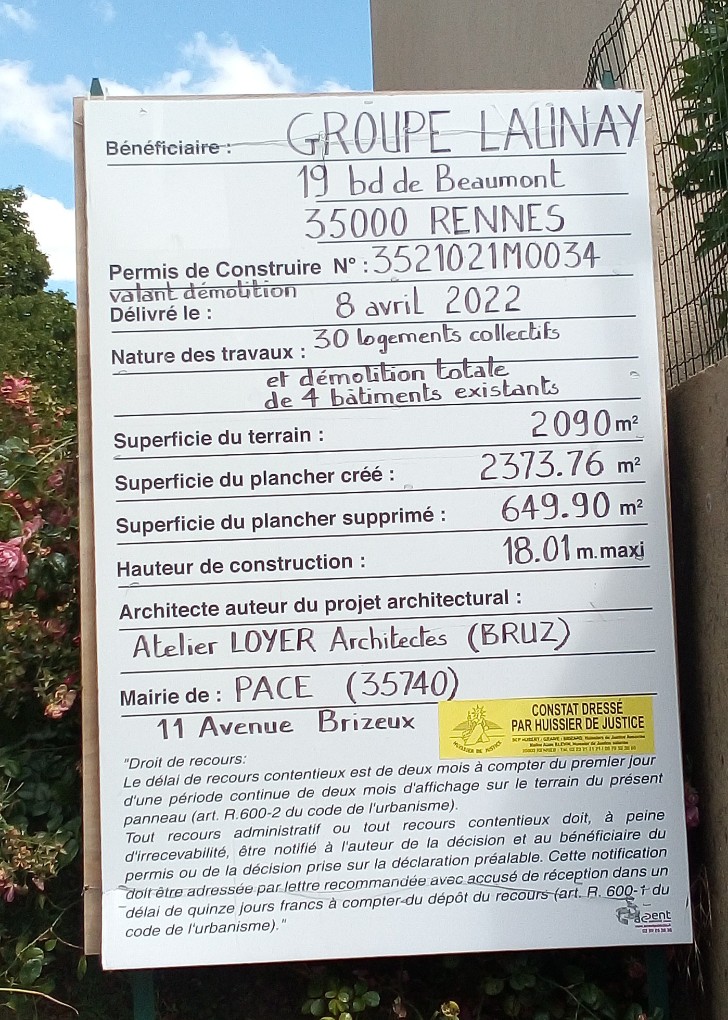 Bénéficiaire : GROUPE LAUNAY
19 bd de Beaumont
35000 RENNES
Permis de Construire N° : 3521021M0034
valant démolition
Délivré le : 8 avril 2022
Nature des travaux : 30 logements collectifs
et démolition totale
de 4 bâtiments existants
Superficie du terrain : 2090 m²
Superficie du plancher créé : 2373.76 m²
Superficie du plancher supprimé : 649.90 m²
Hauteur de construction : 18.01 m.maxi
Architecte auteur du projet architectural :
Atelier LOYER Architectes (BRUZ)
Mairie de : PACE (35740)
11 Avenue Brizeux
CONSTAT DRESSÉ
PAR HUISSIER DE JUSTICE
HUISSIER DE JUSTICE
"Droit de recours:
Le délai de recours contentieux est de deux mois à compter du premier jour
d'une période continue de deux mois d'affichage sur le terrain du présent
panneau (art. R.600-2 du code de l'urbanisme).
Tout recours administratif ou tout recours contentieux doit, à peine
d'irrecevabilité, être notifié à l'auteur de la décision et au bénéficiaire du
permis ou de la décision prise sur la déclaration préalable. Cette notification
doit être adressée par lettre recommandée avec accusé de réception dans un
délai de quinze jours francs à compter du dépôt du recours (art. R. 600-1 du
code de l'urbanisme)."